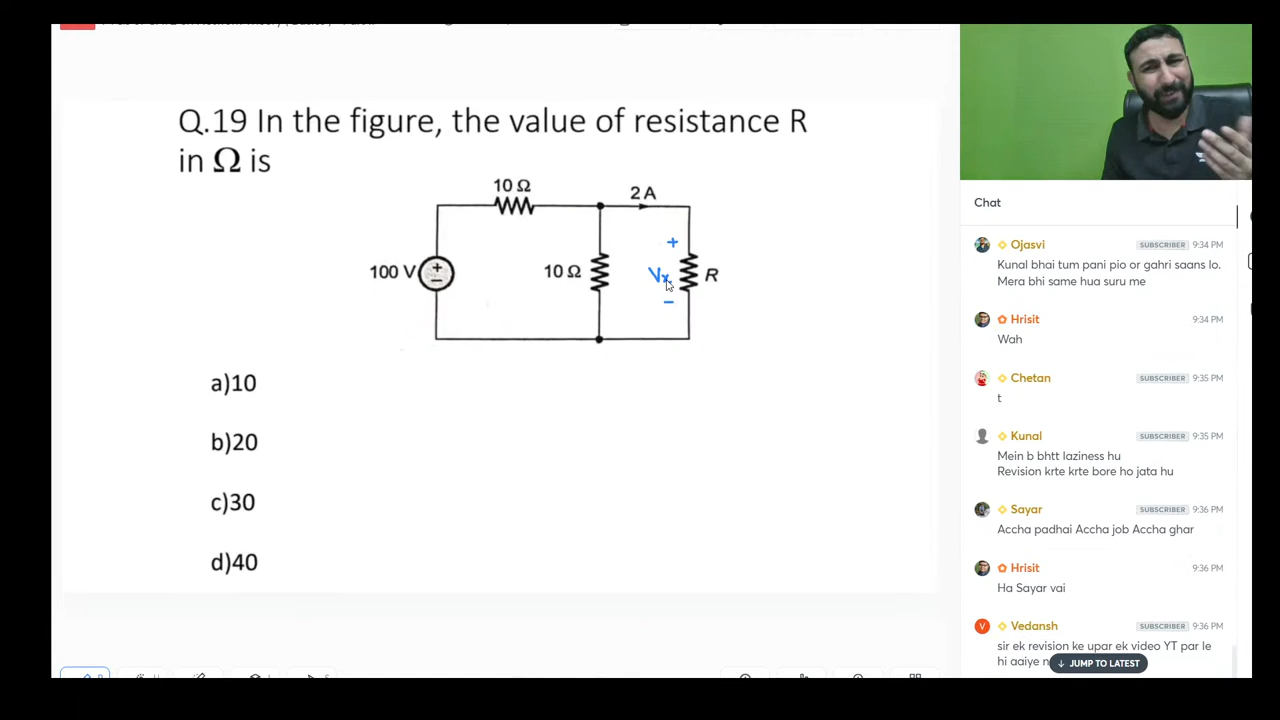 Q.19 In the figure, the value of resistance R
in Ω is
10 Ω
2 A
+
100 V
+
−
10 Ω
Vx
R
−
a)10
b)20
c)30
d)40
Chat
Ojasvi SUBSCRIBER 9:34 PM
Kunal bhai tum pani pio or gahri saans lo.
Mera bhi same hua suru me
Hrisit 9:34 PM
Wah
Chetan SUBSCRIBER 9:35 PM
t
Kunal SUBSCRIBER 9:35 PM
Mein b bhtt laziness hu
Revision krte krte bore ho jata hu
Sayar SUBSCRIBER 9:36 PM
Accha padhai Accha job Accha ghar
Hrisit 9:36 PM
Ha Sayar vai
V Vedansh SUBSCRIBER 9:36 PM
sir ek revision ke upar ek video YT par le
hi aaiye
↓ JUMP TO LATEST